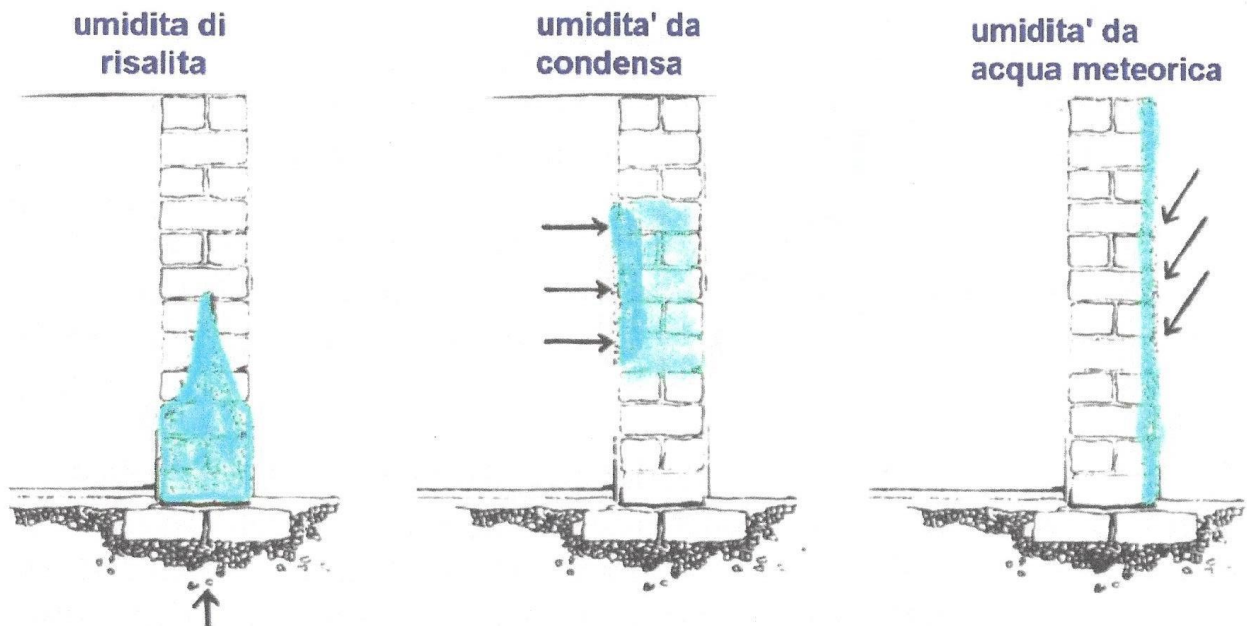 umidita di
risalita
umidita' da
condensa
umidita' da
acqua meteorica